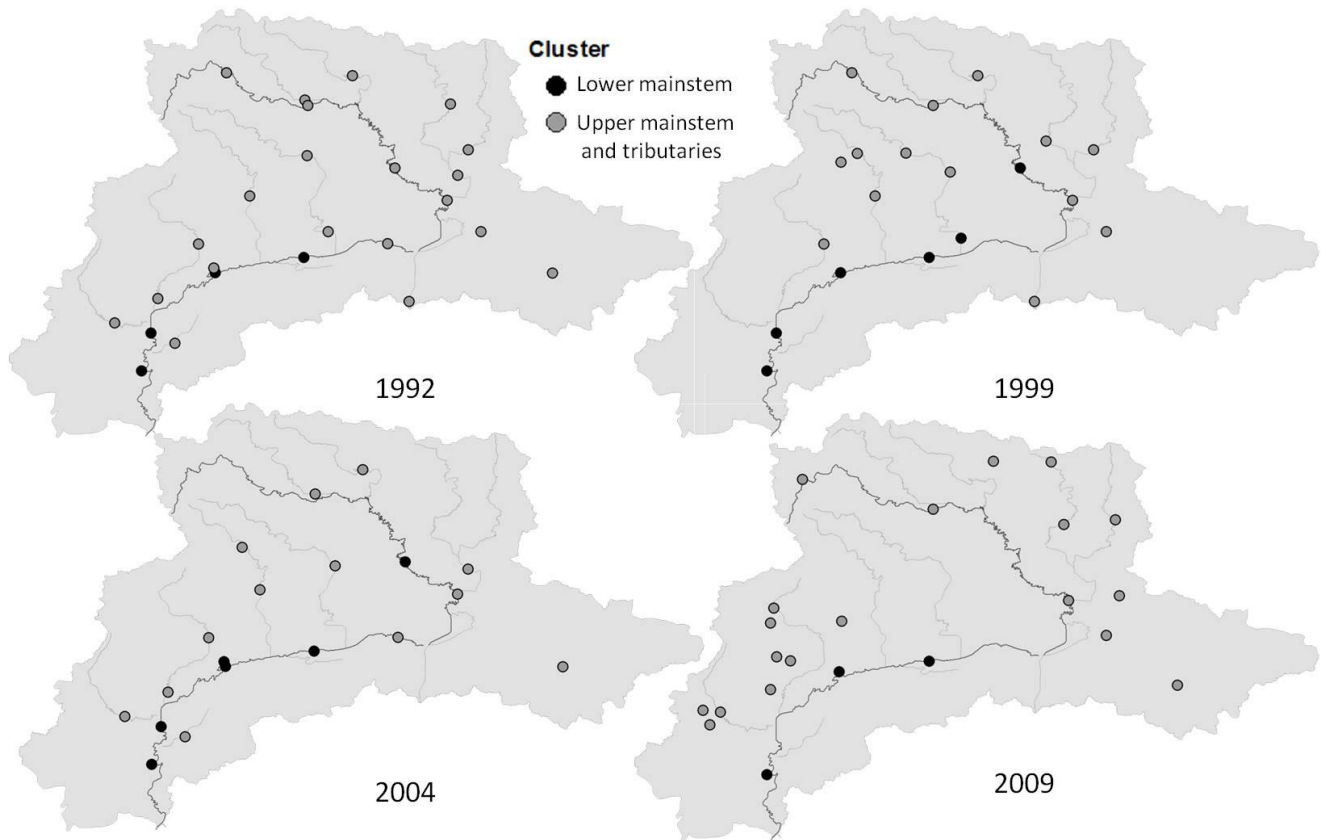 Cluster
Lower mainstem
Upper mainstem
and tributaries
1992
1999
2004
2009